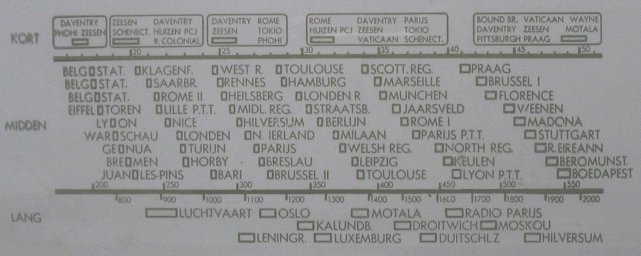 DAVENTRY ZEESEN DAVENTRY DAVENTRY ROME ROME DAVENTRY PARIJS BOUND BR. VATICAAN WAYNE
KORT PHOHI ZEESEN SCHENECT. HUIZEN PCJ ZEESEN TOKIO HUIZEN PCJ ZEESEN TOKIO DAVENTRY ZEESEN MOTALA
R. COLONIAL PHOHI VATICAAN SCHENECT. PITTSBURGH PRAAG
20 25 30 35 40 45 50
BELG STAT. KLAGENF. WEST R. TOULOUSE SCOTT. REG. PRAAG
BELG STAT. SAARBR. RENNES HAMBURG MARSEILLE BRUSSEL I
BELG STAT. ROME II HEILSBERG LONDEN R MUNCHEN FLORENCE
EIFFEL TOREN LILLE P.T.T. MIDL REG. STRAATSB. JAARSVELD WEENEN
MIDDEN LYON NICE HILVERSUM BERLIJN ROME I MADONA
WARSCHAU LONDEN N. IERLAND MILAAN PARIJS P.T.T. STUTTGART
GENUA TURIJN PARIJS WELSH REG. NORTH REG. R. EIREANN
BREMEN HORBY BRESLAU LEIPZIG KEULEN BEROMUNST.
JUAN LES-PINS BARI BRUSSEL II TOULOUSE LYON P.T.T. BOEDAPEST
200 250 300 350 400 450 500 550
800 900 1000 1100 1200 1300 1400 1500 1600 1700 1800 1900 2000
LANG LUCHTVAART OSLO MOTALA RADIO PARIJS
KALUNDB. DROITWICH MOSKOU
LENINGR. LUXEMBURG DUITSCHLZ HILVERSUM